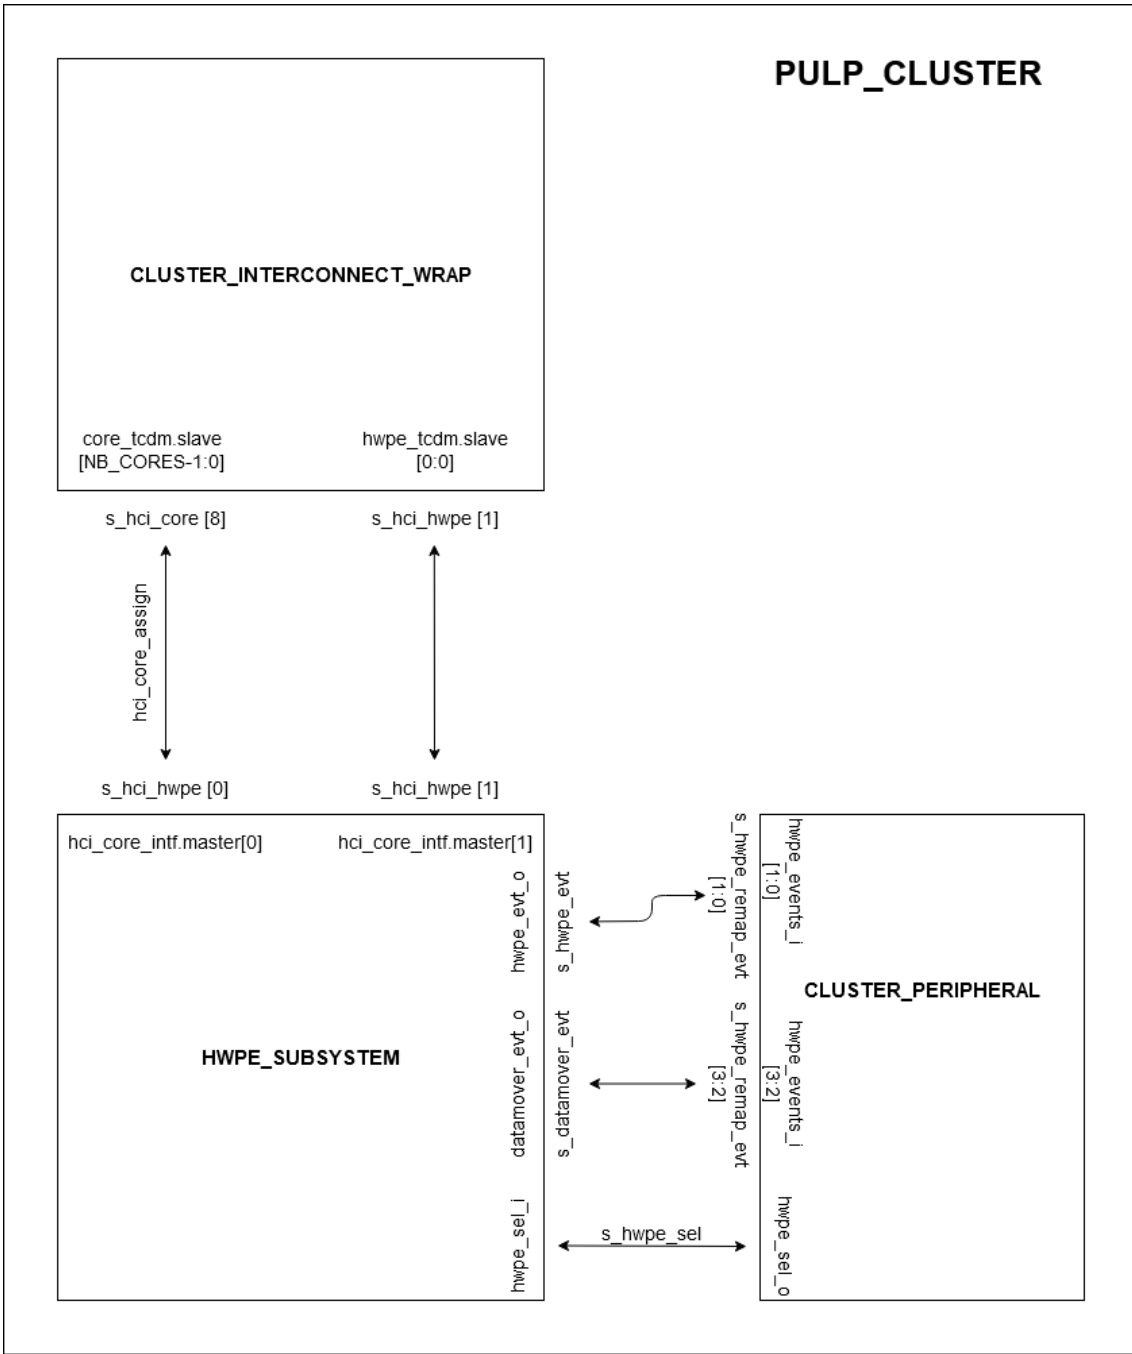 PULP_CLUSTER
CLUSTER_INTERCONNECT_WRAP
core_tcdm.slave
[NB_CORES-1:0]
hwpe_tcdm.slave
[0:0]
s_hci_core [8]
s_hci_hwpe [1]
hci_core_assign
s_hci_hwpe [0]
s_hci_hwpe [1]
hci_core_intf.master[0]
hci_core_intf.master[1]
hwpe_evt_o
s_hwpe_evt
s_hwpe_remap_evt
[1:0]
hwpe_events_i
[1:0]
CLUSTER_PERIPHERAL
HWPE_SUBSYSTEM
datamover_evt_o
s_datamover_evt
s_hwpe_remap_evt
[3:2]
hwpe_events_i
[3:2]
hwpe_sel_i
s_hwpe_sel
hwpe_sel_o